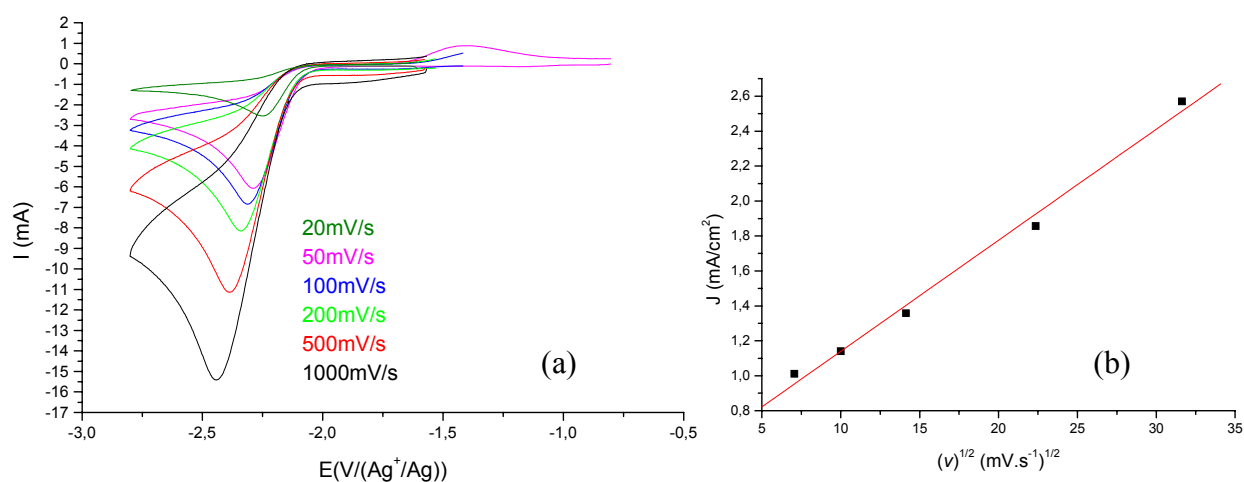 2
1
0
-1
-2
-3
-4
-5
-6
-7
-8
-9
-10
-11
-12
-13
-14
-15
-16
-17
I (mA)
20mV/s
50mV/s
100mV/s
200mV/s
500mV/s
1000mV/s
(a)
-3,0 -2,5 -2,0 -1,5 -1,0 -0,5
E(V/(Ag⁺/Ag))
2,6
2,4
2,2
2,0
1,8
1,6
1,4
1,2
1,0
0,8
J (mA/cm²)
(b)
5 10 15 20 25 30 35
(v)^1/2 (mV.s⁻¹)^1/2